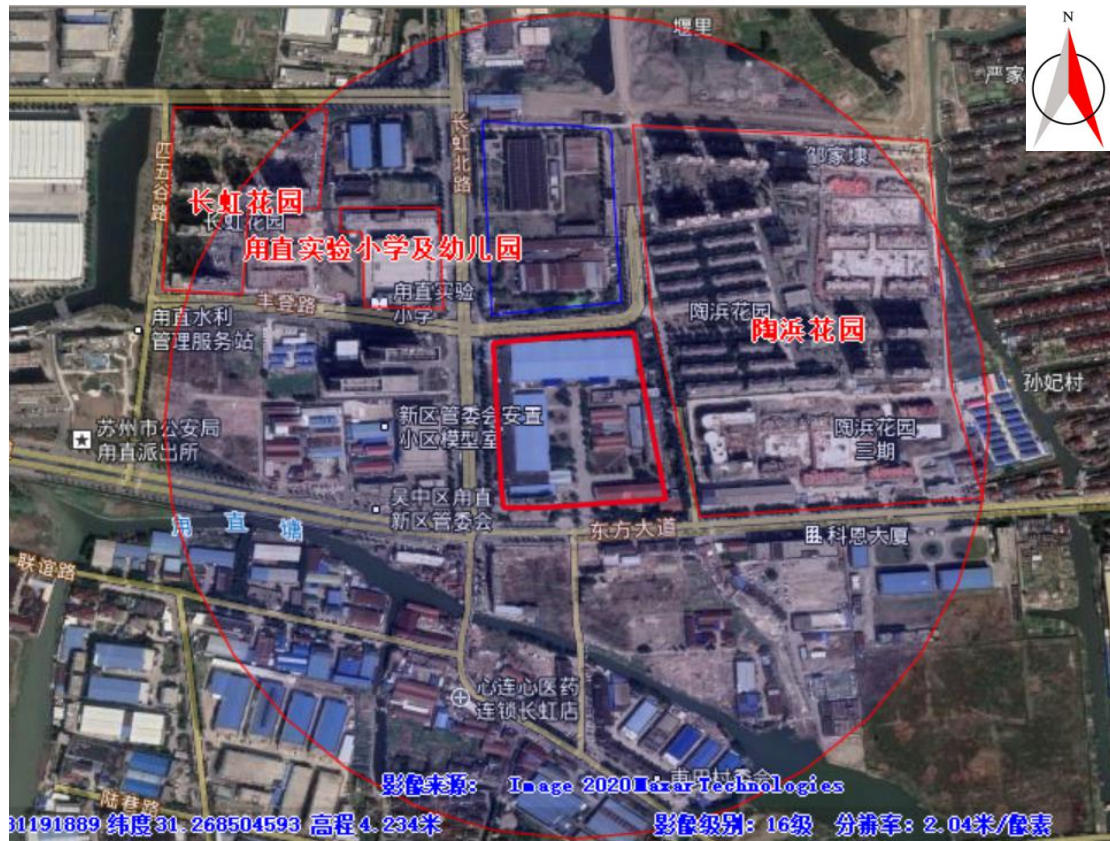 堰里
N
严家
长虹北路
四五谷路
邹家埭
长虹花园
长虹花园
甪直实验小学及幼儿园
甪直实验
小学
丰登路
甪直水利
管理服务站
陶浜花园
陶浜花园
孙妃村
新区管委会安置
小区模型室
苏州市公安局
甪直派出所
陶浜花园
三期
吴中区甪直
新区管委会
甪直塘
东方大道
科恩大厦
联谊路
心连心医药
连锁长虹店
影像来源: Image 2020MaxarTechnologies
陆巷路
31191889 纬度31.268504593 高程4.234米
影像级别: 16级 分辨率: 2.04米/像素